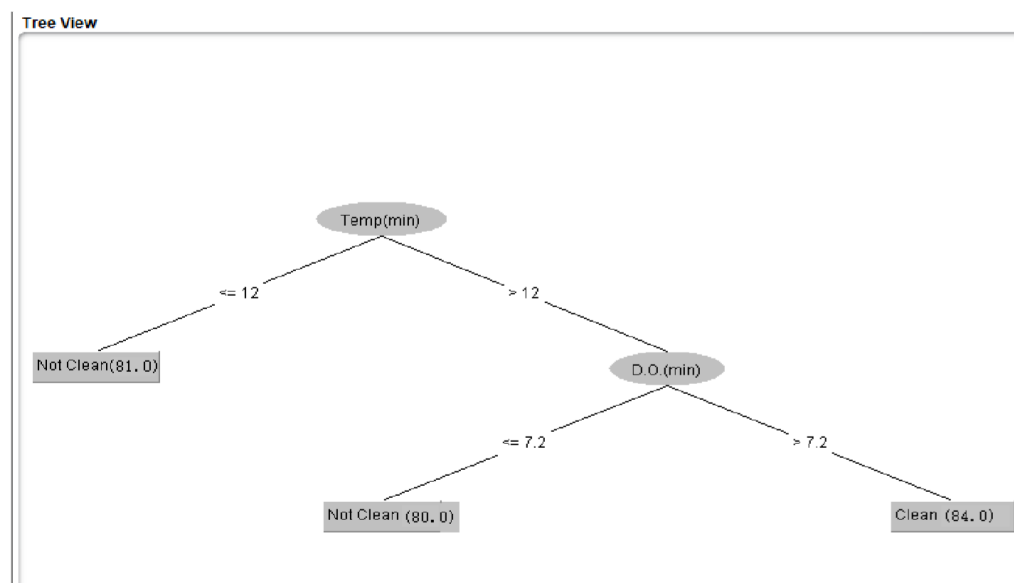 Tree View
Temp(min)
<= 12
> 12
Not Clean(81.0)
D.O.(min)
<= 7.2
> 7.2
Not Clean (80.0)
Clean (84.0)